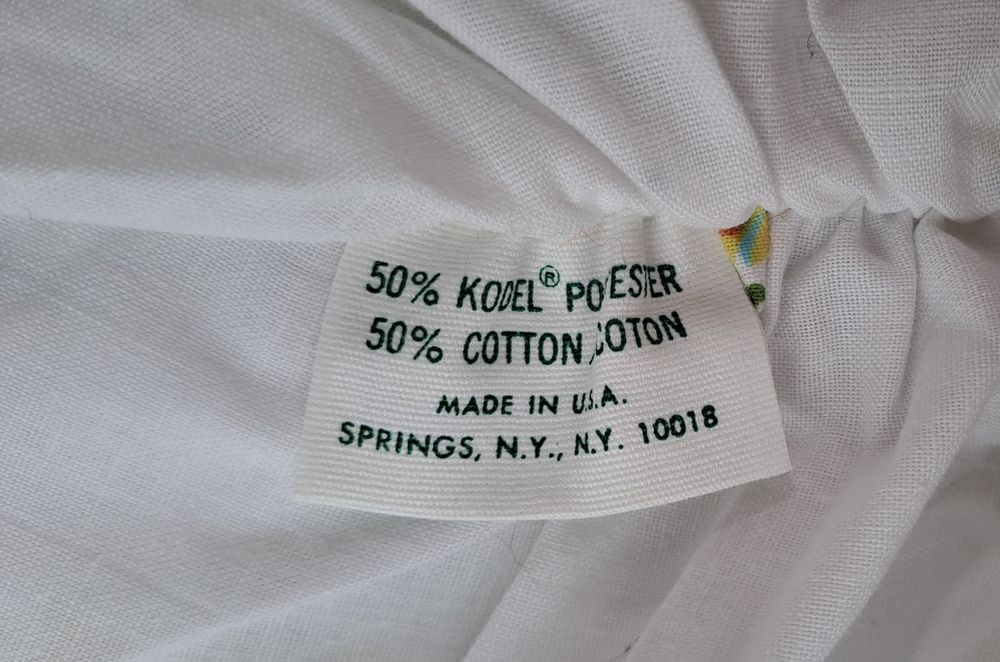 50% KODEL® POLYESTER
50% COTTON/COTON
MADE IN U.S.A.
SPRINGS, N.Y., N.Y. 10018